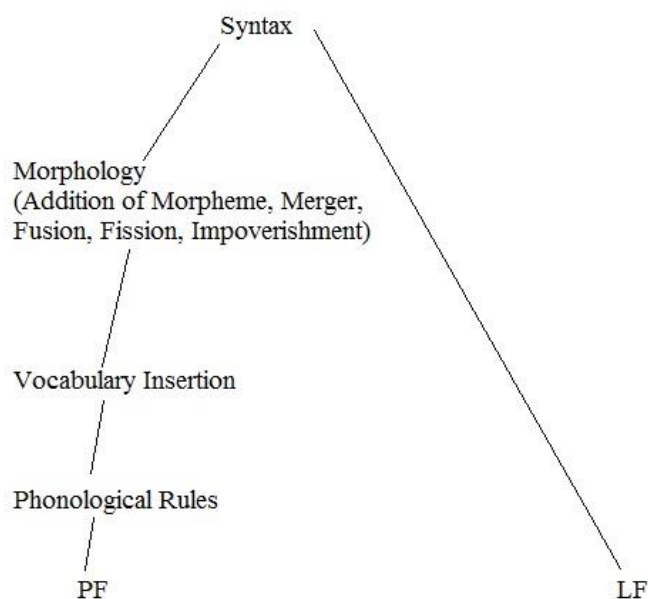 Syntax
Morphology
(Addition of Morpheme, Merger,
Fusion, Fission, Impoverishment)
Vocabulary Insertion
Phonological Rules
PF
LF